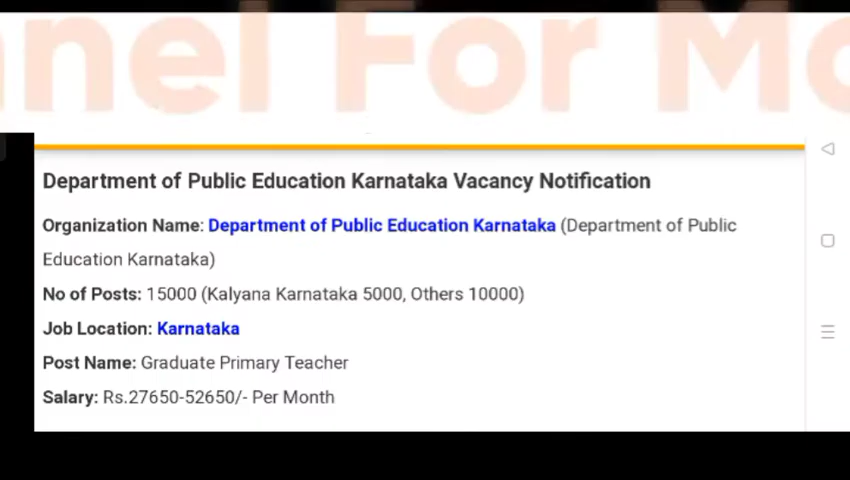 nnel For Mo
Department of Public Education Karnataka Vacancy Notification
Organization Name: Department of Public Education Karnataka (Department of Public
Education Karnataka)
No of Posts: 15000 (Kalyana Karnataka 5000, Others 10000)
Job Location: Karnataka
Post Name: Graduate Primary Teacher
Salary: Rs.27650-52650/- Per Month